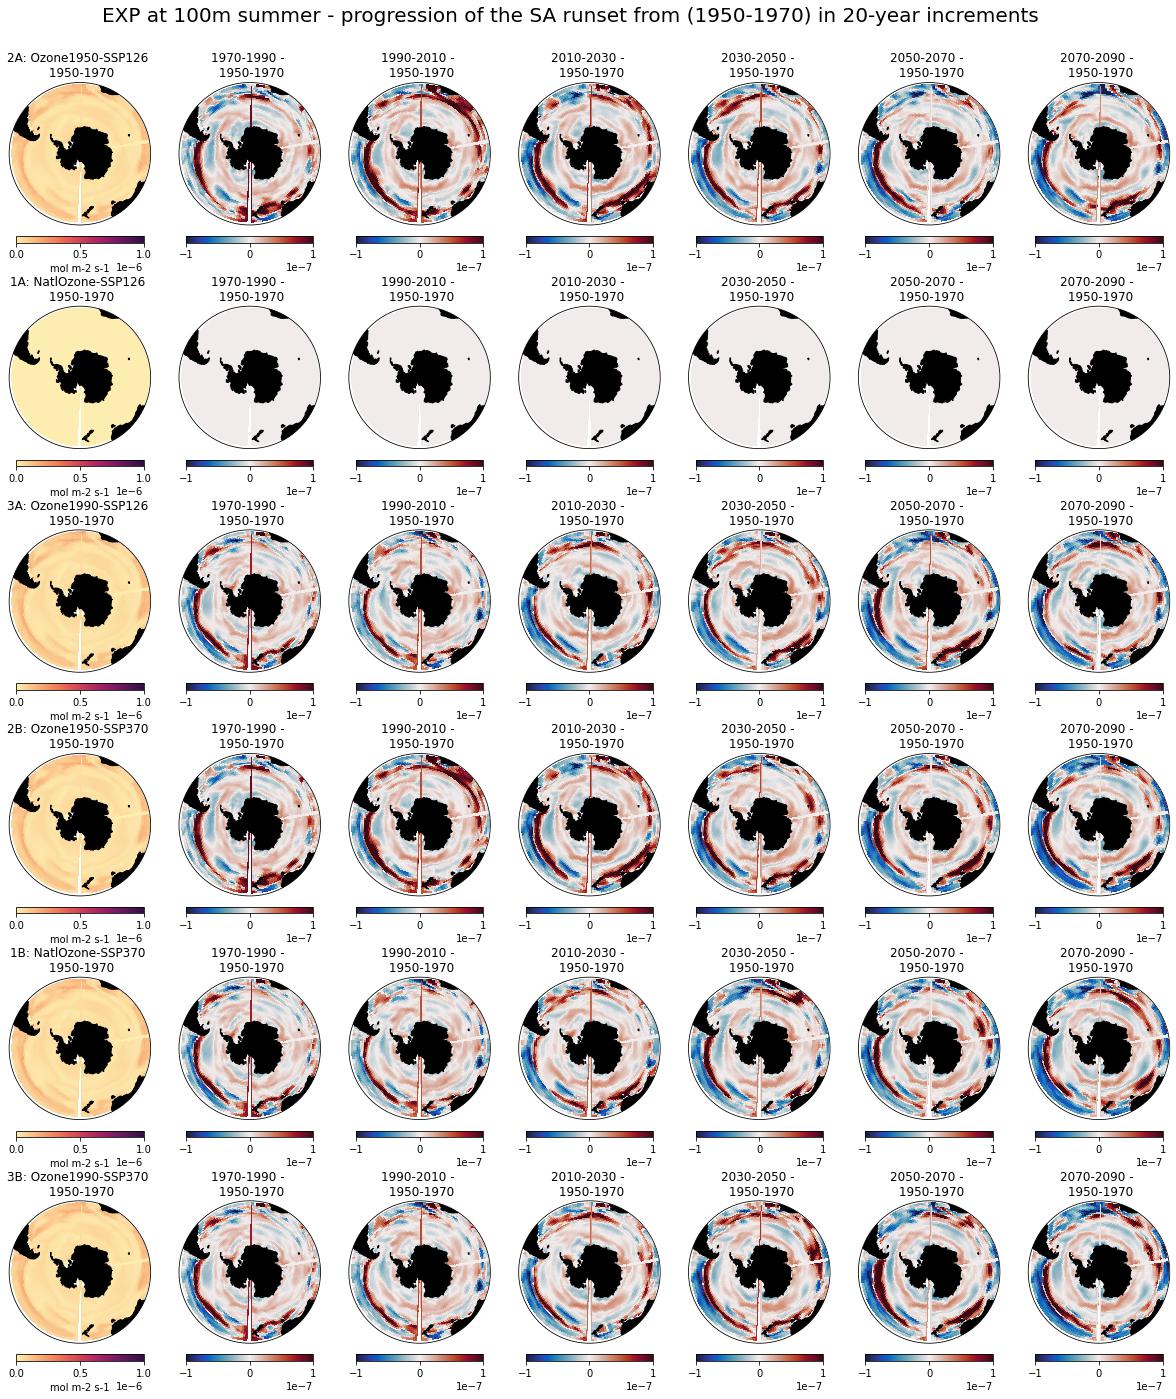 EXP at 100m summer - progression of the SA runset from (1950-1970) in 20-year increments
2A: Ozone1950-SSP126
1950-1970
1970-1990 -
1950-1970
1990-2010 -
1950-1970
2010-2030 -
1950-1970
2030-2050 -
1950-1970
2050-2070 -
1950-1970
2070-2090 -
1950-1970
0.0 0.5 1.0
mol m-2 s-1 1e−6
−1 0 1
1e−7
−1 0 1
1e−7
−1 0 1
1e−7
−1 0 1
1e−7
−1 0 1
1e−7
−1 0 1
1e−7
1A: NatlOzone-SSP126
1950-1970
1970-1990 -
1950-1970
1990-2010 -
1950-1970
2010-2030 -
1950-1970
2030-2050 -
1950-1970
2050-2070 -
1950-1970
2070-2090 -
1950-1970
0.0 0.5 1.0
mol m-2 s-1 1e−6
−1 0 1
1e−7
−1 0 1
1e−7
−1 0 1
1e−7
−1 0 1
1e−7
−1 0 1
1e−7
−1 0 1
1e−7
3A: Ozone1990-SSP126
1950-1970
1970-1990 -
1950-1970
1990-2010 -
1950-1970
2010-2030 -
1950-1970
2030-2050 -
1950-1970
2050-2070 -
1950-1970
2070-2090 -
1950-1970
0.0 0.5 1.0
mol m-2 s-1 1e−6
−1 0 1
1e−7
−1 0 1
1e−7
−1 0 1
1e−7
−1 0 1
1e−7
−1 0 1
1e−7
−1 0 1
1e−7
2B: Ozone1950-SSP370
1950-1970
1970-1990 -
1950-1970
1990-2010 -
1950-1970
2010-2030 -
1950-1970
2030-2050 -
1950-1970
2050-2070 -
1950-1970
2070-2090 -
1950-1970
0.0 0.5 1.0
mol m-2 s-1 1e−6
−1 0 1
1e−7
−1 0 1
1e−7
−1 0 1
1e−7
−1 0 1
1e−7
−1 0 1
1e−7
−1 0 1
1e−7
1B: NatlOzone-SSP370
1950-1970
1970-1990 -
1950-1970
1990-2010 -
1950-1970
2010-2030 -
1950-1970
2030-2050 -
1950-1970
2050-2070 -
1950-1970
2070-2090 -
1950-1970
0.0 0.5 1.0
mol m-2 s-1 1e−6
−1 0 1
1e−7
−1 0 1
1e−7
−1 0 1
1e−7
−1 0 1
1e−7
−1 0 1
1e−7
−1 0 1
1e−7
3B: Ozone1990-SSP370
1950-1970
1970-1990 -
1950-1970
1990-2010 -
1950-1970
2010-2030 -
1950-1970
2030-2050 -
1950-1970
2050-2070 -
1950-1970
2070-2090 -
1950-1970
0.0 0.5 1.0
mol m-2 s-1 1e−6
−1 0 1
1e−7
−1 0 1
1e−7
−1 0 1
1e−7
−1 0 1
1e−7
−1 0 1
1e−7
−1 0 1
1e−7